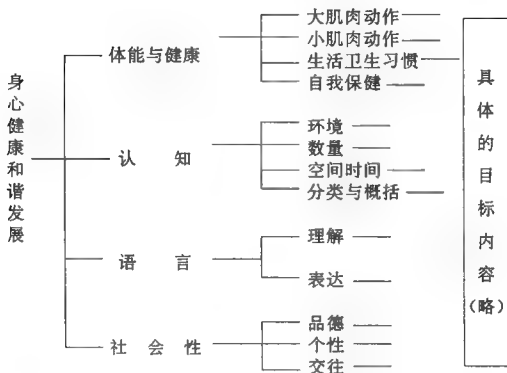 身心健康和谐发展
体能与健康
大肌肉动作
小肌肉动作
生活卫生习惯
自我保健
认 知
环境
数量
空间时间
分类与概括
语 言
理解
表达
社 会 性
品德
个性
交往
具体的目标内容(略)